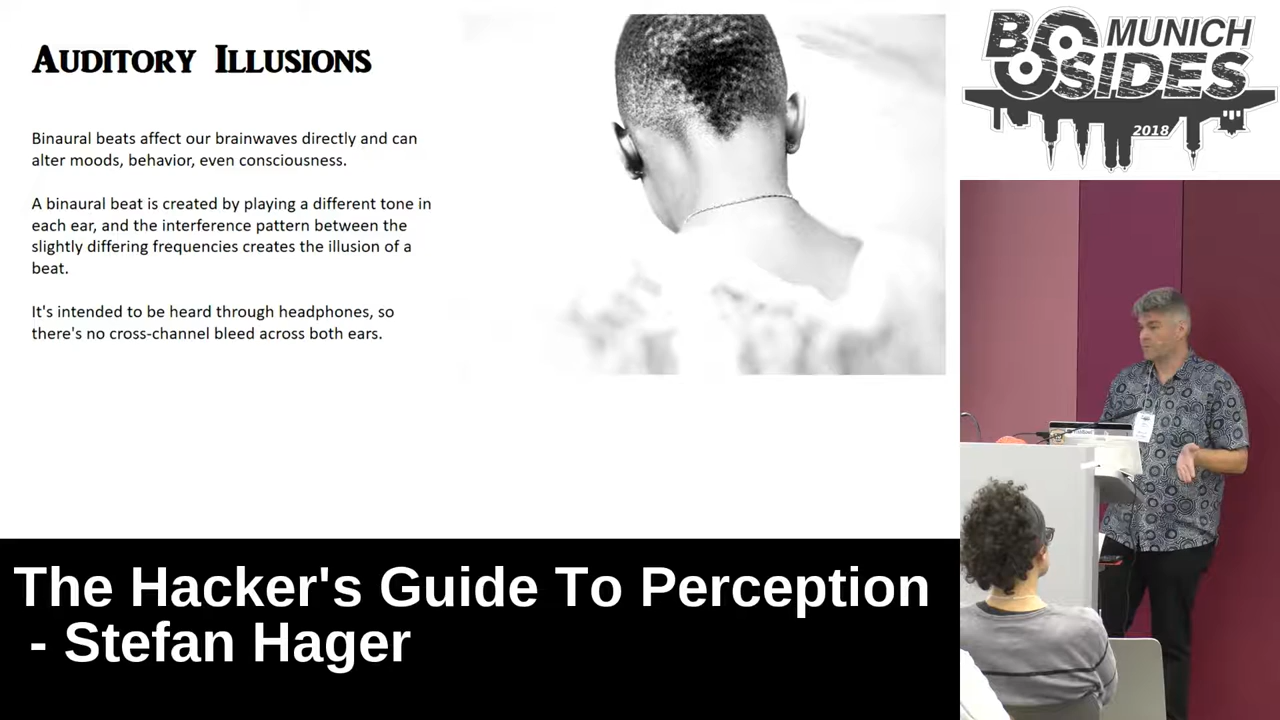 AUDITORY ILLUSIONS
Binaural beats affect our brainwaves directly and can
alter moods, behavior, even consciousness.
A binaural beat is created by playing a different tone in
each ear, and the interference pattern between the
slightly differing frequencies creates the illusion of a
beat.
It's intended to be heard through headphones, so
there's no cross-channel bleed across both ears.
BSIDES MUNICH
2018
The Hacker's Guide To Perception
- Stefan Hager